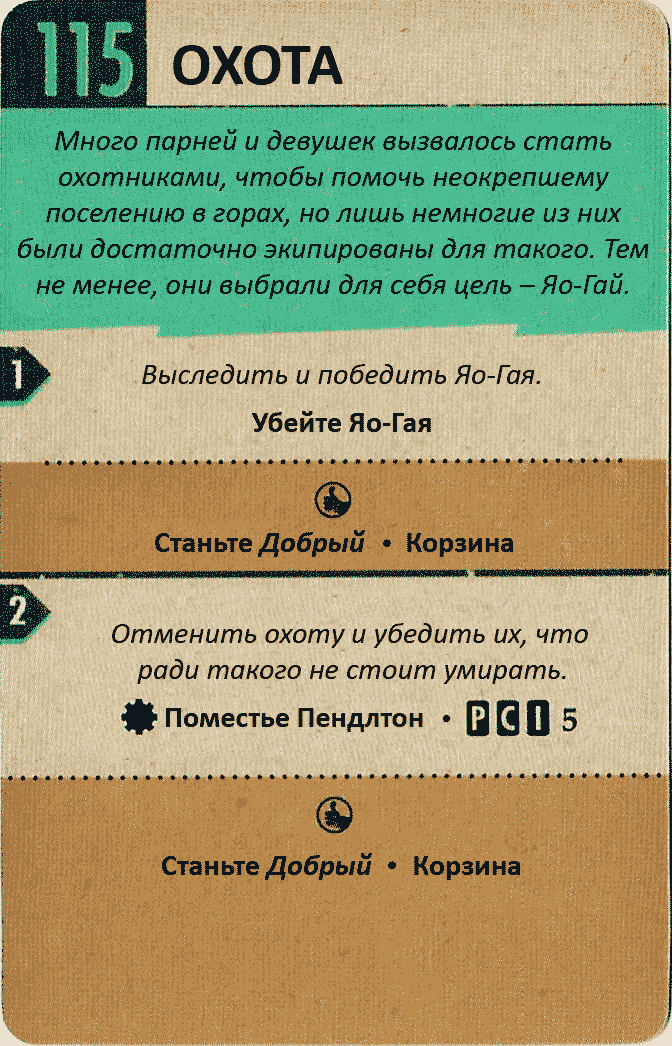 115 ОХОТА
Много парней и девушек вызвалось стать
охотниками, чтобы помочь неокрепшему
поселению в горах, но лишь немногие из них
были достаточно экипированы для такого. Тем
не менее, они выбрали для себя цель – Яо-Гай.
1
Выследить и победить Яо-Гая.
Убейте Яо-Гая
Станьте Добрый • Корзина
2
Отменить охоту и убедить их, что
ради такого не стоит умирать.
Поместье Пендлтон • P C I 5
Станьте Добрый • Корзина